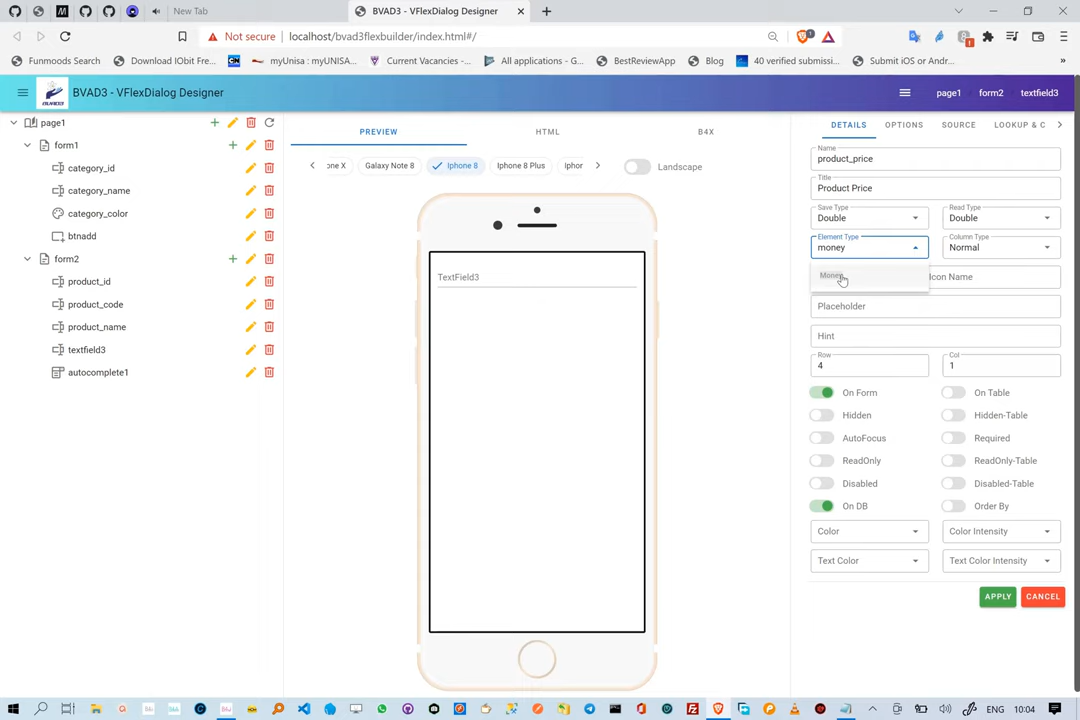 New Tab
BVAD3 - VFlexDialog Designer
Not secure
localhost/bvad3flexbuilder/index.html#/
1
1
Funmoods Search
Download IObit Fre...
myUnisa : myUNISA...
Current Vacancies -...
All applications - G...
BestReviewApp
Blog
40 verified submissi...
Submit iOS or Andr...
BVAD3
BVAD3 - VFlexDialog Designer
page1
form2
textfield3
page1
form1
category_id
category_name
category_color
btnadd
form2
product_id
product_code
product_name
textfield3
autocomplete1
PREVIEW
HTML
B4X
one X
Galaxy Note 8
Iphone 8
Iphone 8 Plus
Iphor
Landscape
TextField3
DETAILS
OPTIONS
SOURCE
LOOKUP & C
Name
product_price
Title
Product Price
Save Type
Double
Read Type
Double
Element Type
money
Column Type
Normal
Money
Icon Name
Placeholder
Hint
Row
4
Col
1
On Form
On Table
Hidden
Hidden-Table
AutoFocus
Required
ReadOnly
ReadOnly-Table
Disabled
Disabled-Table
On DB
Order By
Color
Color Intensity
Text Color
Text Color Intensity
APPLY
CANCEL
ENG
10:04